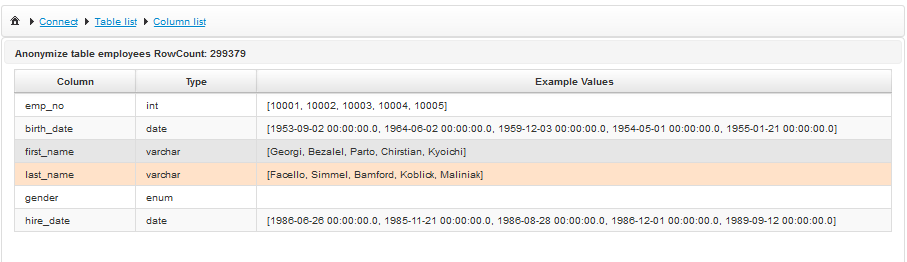 Connect Table list Column list
Anonymize table employees RowCount: 299379
Column Type Example Values
emp_no int [10001, 10002, 10003, 10004, 10005]
birth_date date [1953-09-02 00:00:00.0, 1964-06-02 00:00:00.0, 1959-12-03 00:00:00.0, 1954-05-01 00:00:00.0, 1955-01-21 00:00:00.0]
first_name varchar [Georgi, Bezalel, Parto, Chirstian, Kyoichi]
last_name varchar [Facello, Simmel, Bamford, Koblick, Maliniak]
gender enum
hire_date date [1986-06-26 00:00:00.0, 1985-11-21 00:00:00.0, 1986-08-28 00:00:00.0, 1986-12-01 00:00:00.0, 1989-09-12 00:00:00.0]